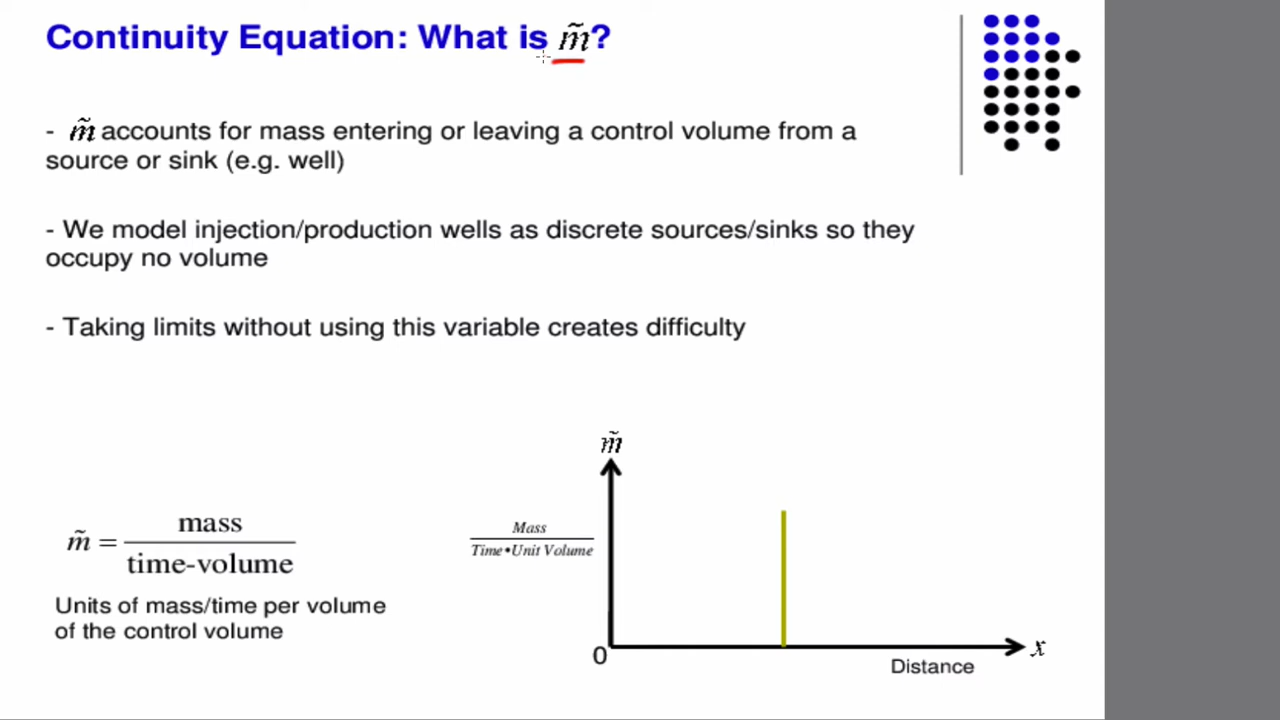 Continuity Equation: What is m̃?
- m̃ accounts for mass entering or leaving a control volume from a
source or sink (e.g. well)
- We model injection/production wells as discrete sources/sinks so they
occupy no volume
- Taking limits without using this variable creates difficulty
m̃ = mass / time-volume
Units of mass/time per volume
of the control volume
m̃
Mass
Time•Unit Volume
0
x
Distance